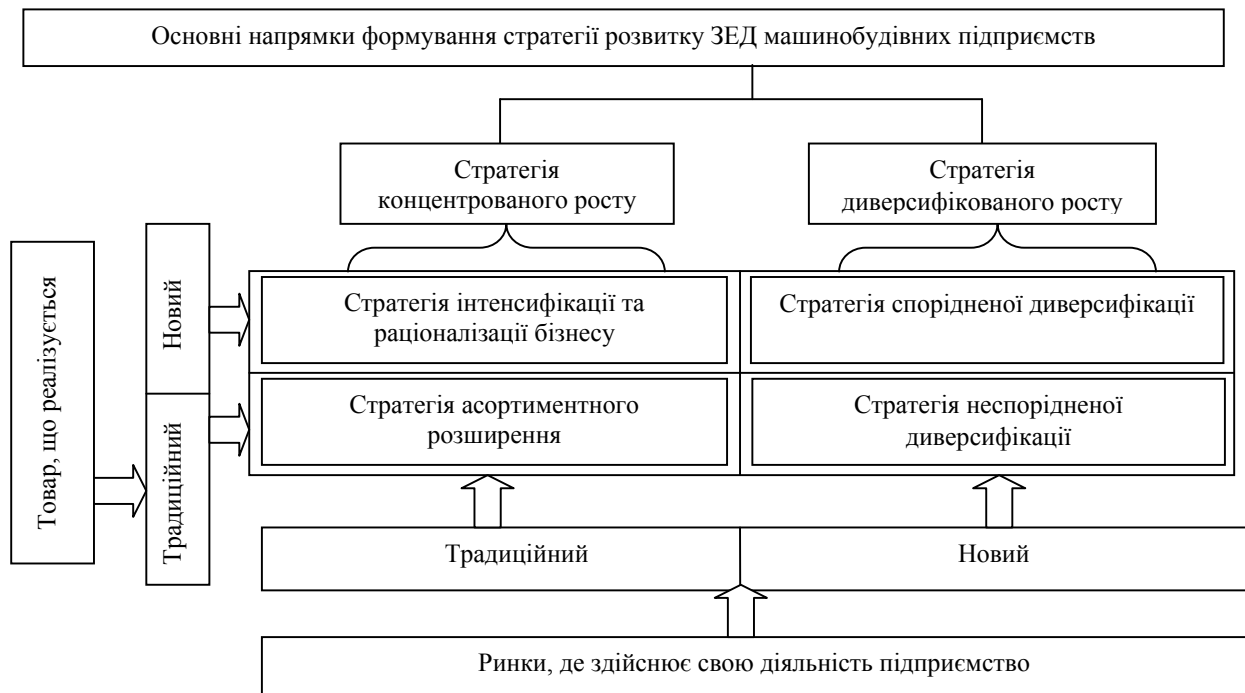 Основні напрямки формування стратегії розвитку ЗЕД машинобудівних підприємств
Стратегія
концентрованого росту
Стратегія
диверсифікованого росту
Товар, що реалізується
Новий
Традиційний
Стратегія інтенсифікації та
раціоналізації бізнесу
Стратегія спорідненої диверсифікації
Стратегія асортиментного
розширення
Стратегія неспорідненої
диверсифікації
Традиційний
Новий
Ринки, де здійснює свою діяльність підприємство